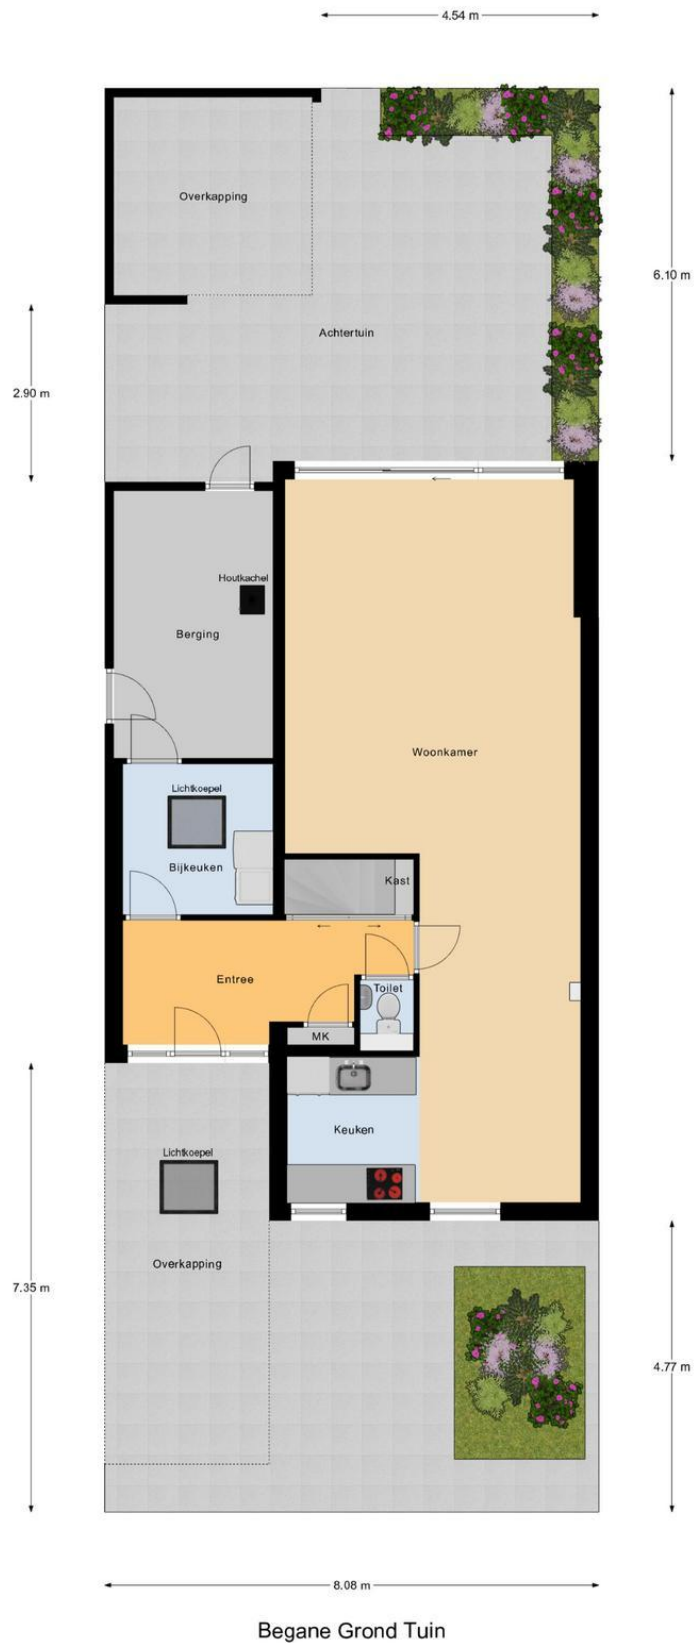 4.54 m
Overkapping
6.10 m
Achtertuin
2.90 m
Houtkachel
Berging
Woonkamer
Lichtkoepel
Bijkeuken
Kast
Entree
Toilet
MK
Keuken
Lichtkoepel
Overkapping
7.35 m
4.77 m
8.08 m
Begane Grond Tuin